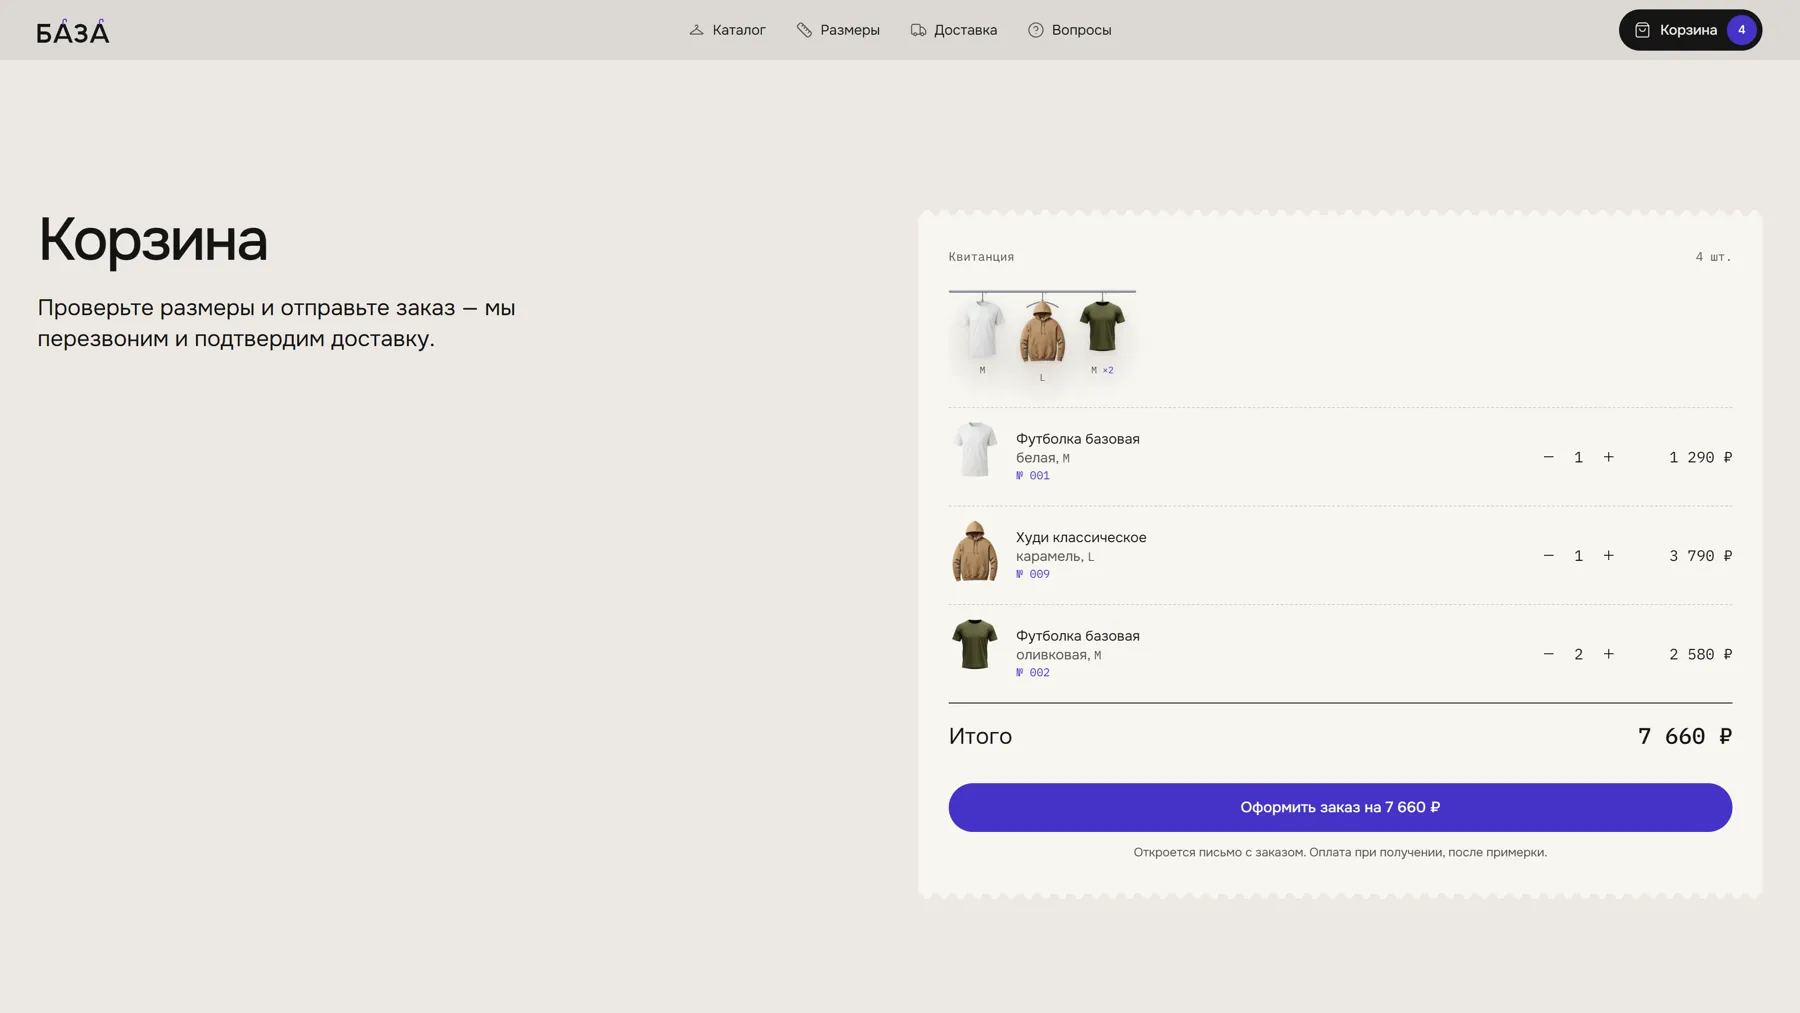 БАЗА
Каталог
Размеры
Доставка
Вопросы
Корзина 4
Корзина
Проверьте размеры и отправьте заказ — мы
перезвоним и подтвердим доставку.
Квитанция
4 шт.
M
L
M ×2
Футболка базовая
белая, M
№ 001
− 1 +
1 290 ₽
Худи классическое
карамель, L
№ 009
− 1 +
3 790 ₽
Футболка базовая
оливковая, M
№ 002
− 2 +
2 580 ₽
Итого
7 660 ₽
Оформить заказ на 7 660 ₽
Откроется письмо с заказом. Оплата при получении, после примерки.